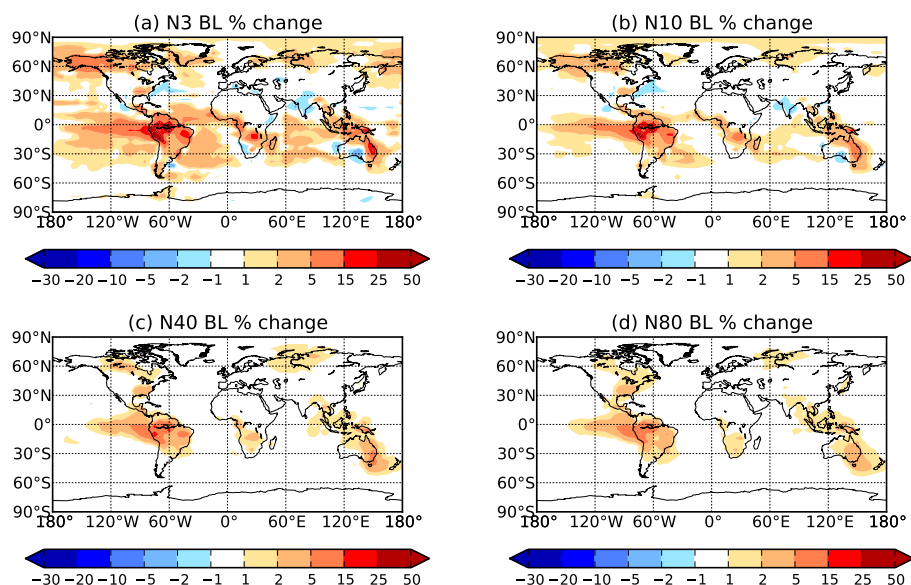 (a) N3 BL % change
90°N
60°N
30°N
0°
30°S
60°S
90°S
180° 120°W 60°W 0° 60°E 120°E 180°
−30 −20 −10 −5 −2 −1 1 2 5 15 25 50
(b) N10 BL % change
90°N
60°N
30°N
0°
30°S
60°S
90°S
180° 120°W 60°W 0° 60°E 120°E 180°
−30 −20 −10 −5 −2 −1 1 2 5 15 25 50
(c) N40 BL % change
90°N
60°N
30°N
0°
30°S
60°S
90°S
180° 120°W 60°W 0° 60°E 120°E 180°
−30 −20 −10 −5 −2 −1 1 2 5 15 25 50
(d) N80 BL % change
90°N
60°N
30°N
0°
30°S
60°S
90°S
180° 120°W 60°W 0° 60°E 120°E 180°
−30 −20 −10 −5 −2 −1 1 2 5 15 25 50